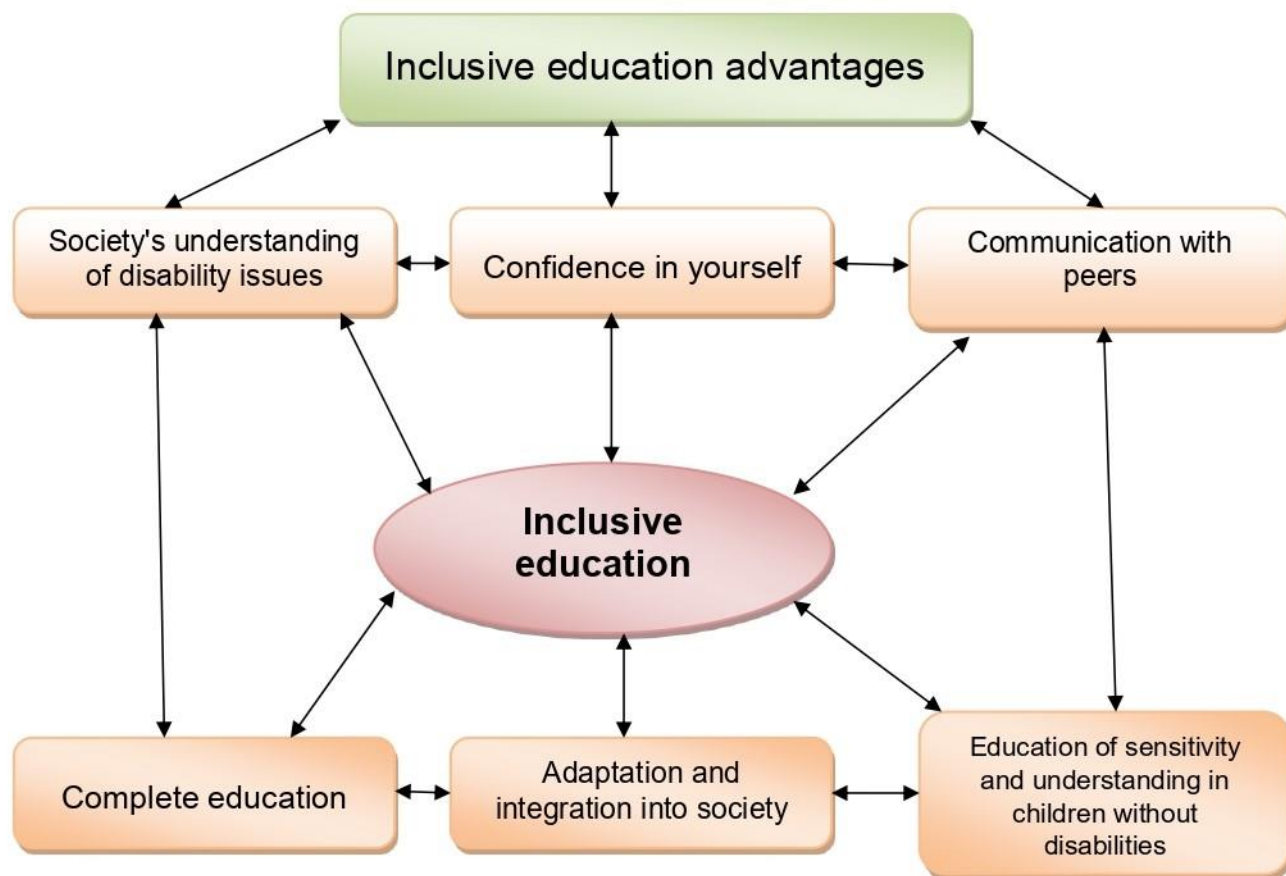 Inclusive education advantages
Society's understanding
of disability issues
Confidence in yourself
Communication with
peers
Inclusive
education
Complete education
Adaptation and
integration into society
Education of sensitivity
and understanding in
children without
disabilities